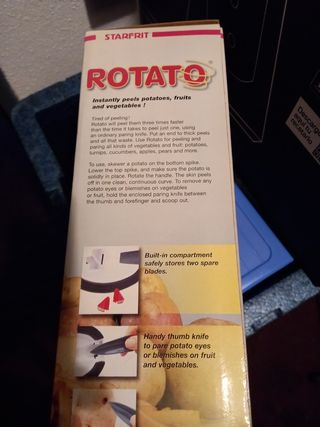 STARFRIT
ROTATO
Instantly peels potatoes, fruits
and vegetables !
Tired of peeling?
Rotato will peel them three times faster
than the time it takes to peel just one, using
an ordinary paring knife. Put an end to thick peels
and all that waste. Use Rotato for peeling and
paring all kinds of vegetables and fruit: potatoes,
turnips, cucumbers, apples, pears and more.
To use, skewer a potato on the bottom spike.
Lower the top spike, and make sure the potato is
solidly in place. Rotate the handle. The skin peels
off in one clean, continuous curve. To remove any
potato eyes or blemishes on vegetables
or fruit, hold the enclosed paring knife between
the thumb and forefinger and scoop out.
Built-in compartment
safely stores two spare
blades.
Handy thumb knife
to pare potato eyes
or blemishes on fruit
and vegetables.